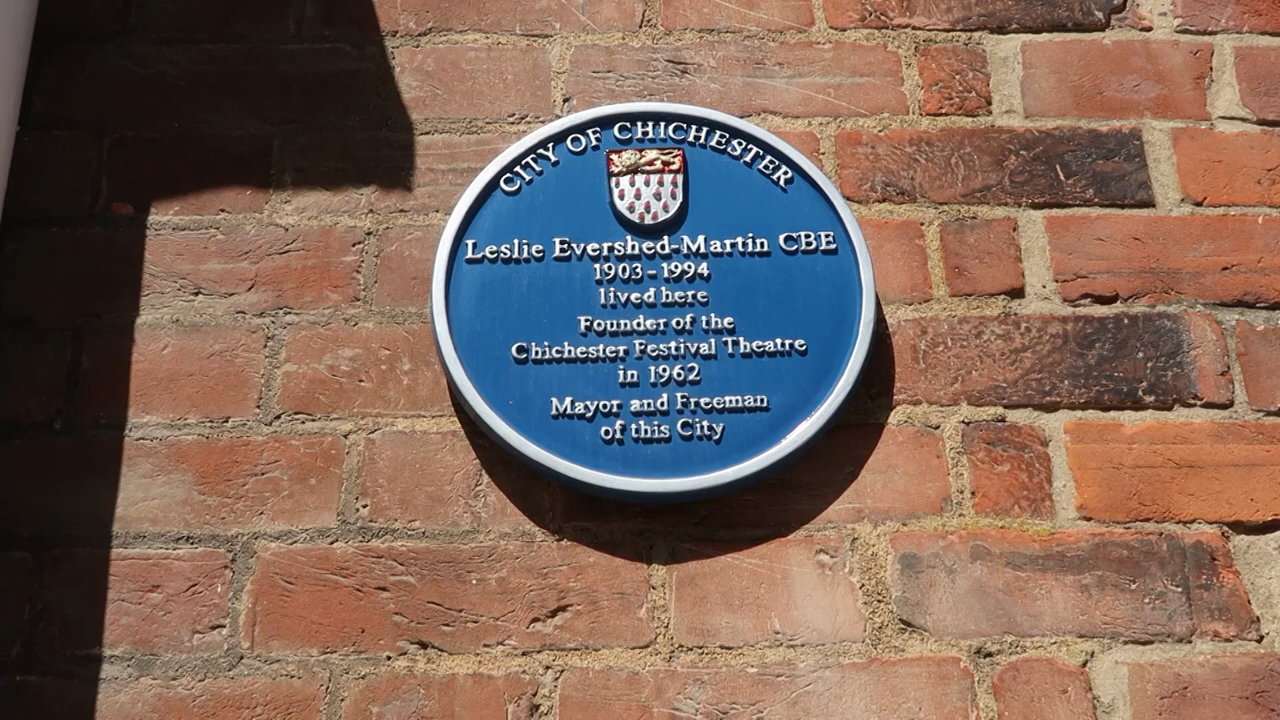 CITY OF CHICHESTER
Leslie Evershed-Martin CBE
1903-1994
lived here
Founder of the
Chichester Festival Theatre
in 1962
Mayor and Freeman
of this City